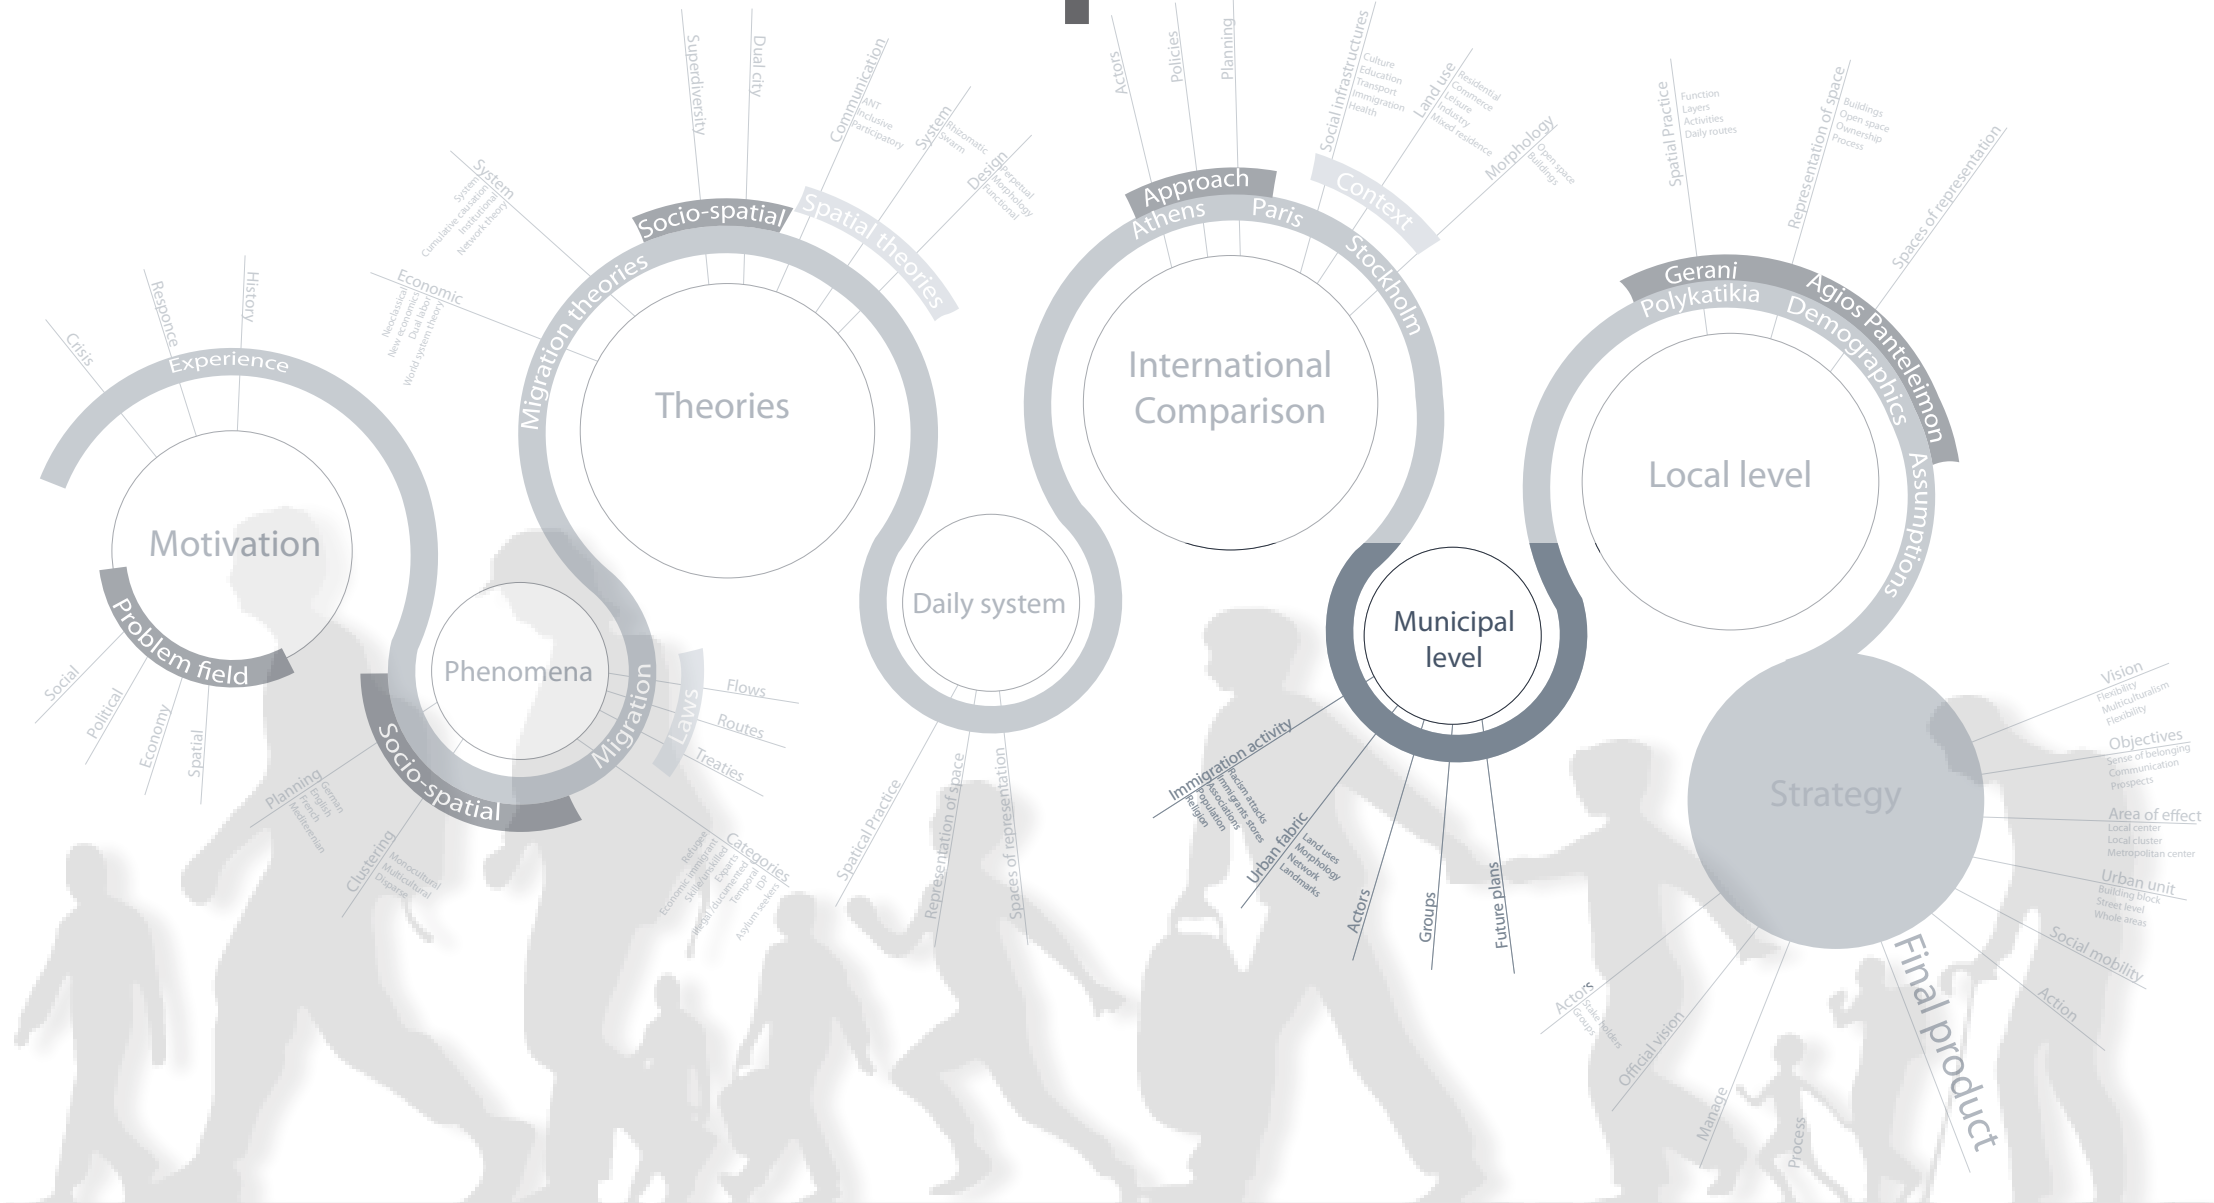 Crisis
Responce
History
Experience
Motivation
Problem field
Social
Political
Economy
Spatial
Phenomena
Socio-spatial
Migration
Laws
Planning
German
English
French
Mediterenian
Clustering
Monocultural
Multicultural
Disparse
Flows
Routes
Treaties
Categories
Refugee
Economic immigrant
Skille/unskilled
Exparts
Illegal /ducumented
Temporal
IDP
Asylum seekers
Economic
Neoclassical
New economics
Dual labor
World system theory
System
System
Cumulative causation
Institutional
Network theory
Migration theories
Socio-spatial
Superdiversity
Dual city
Spatial theories
Communication
ANT
Inclusive
Participatory
System
Rhizomatic
Swarm
Design
Perpetual
Morphology
Functional
Theories
Daily system
Spatical Practice
Representation of space
Spaces of representation
International
Comparison
Approach
Athens
Paris
Stockholm
Context
Actors
Policies
Planning
Social infrastructures
Culture
Education
Transport
Immigration
Health
Land use
Residential
Commerce
Leisure
Industry
Mixed residence
Morphology
Open space
Buildings
Municipal
level
Immigration activity
Racism attacks
Immigrants stores
Associations
Population
Religion
Urban fabric
Land uses
Morphology
Network
Landmarks
Actors
Groups
Future plans
Local level
Gerani
Agios Panteleimon
Polykatikia
Demographics
Assumptions
Spatial Practice
Function
Layers
Activities
Daily routes
Representation of space
Buildings
Open space
Ownership
Process
Spaces of representation
Strategy
Vision
Flexibility
Multiculturalism
Flexibility
Objectives
Sense of belonging
Communication
Prospects
Area of effect
Local center
Local cluster
Metropolitan center
Urban unit
Building block
Street level
Whole areas
Social mobility
Action
Final product
Process
Manage
Official vision
Actors
Stake holders
Groups